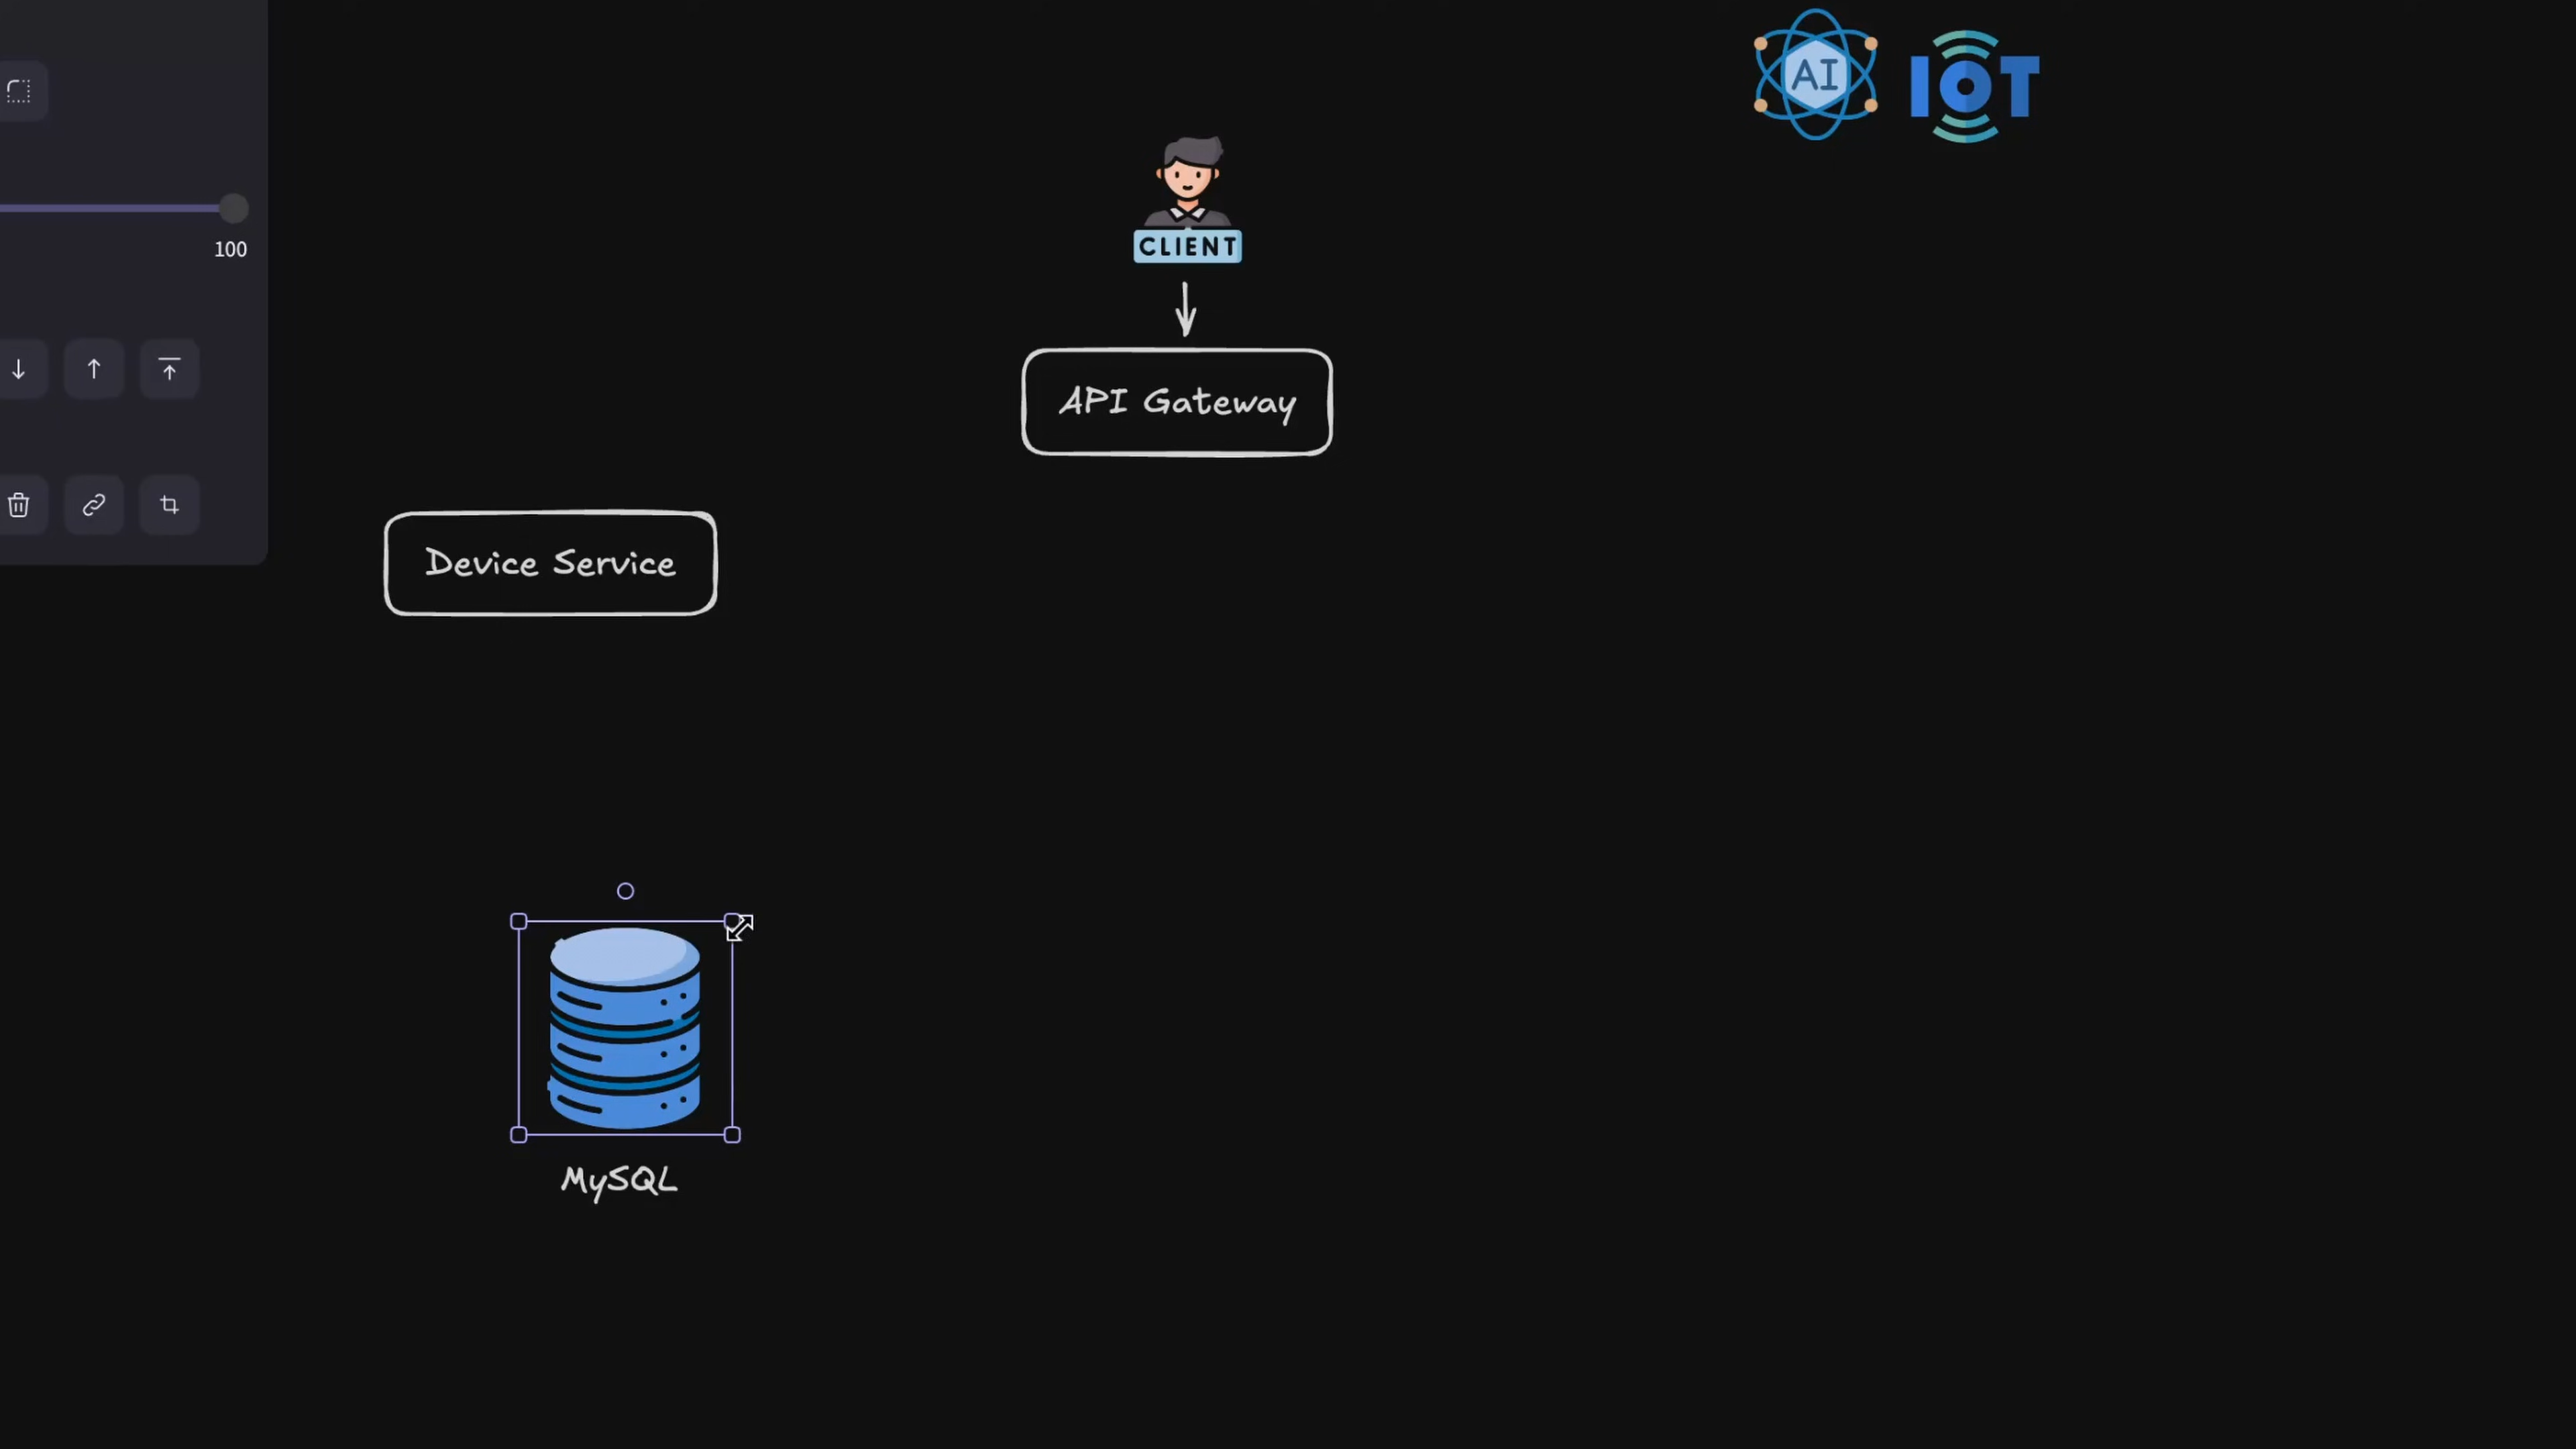 AI IOT
CLIENT
100
API Gateway
Device Service
MySQL